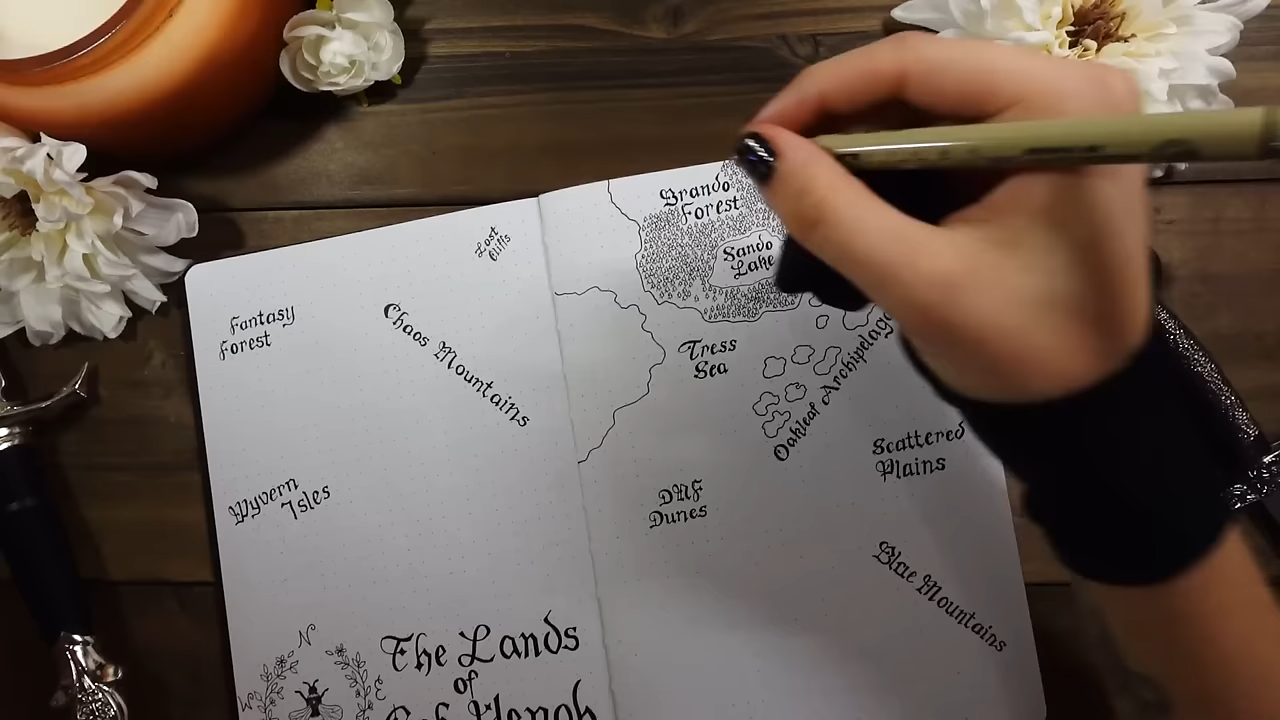 Lost
Cliffs
Fantasy
Forest
Chaos Mountains
Wyvern
Isles
N
W
E
The Lands
of
Brando
Forest
Sando
Lake
Tress
Sea
Oakleaf Archipelago
Scattered
Plains
DNF
Dunes
Blae Mountains